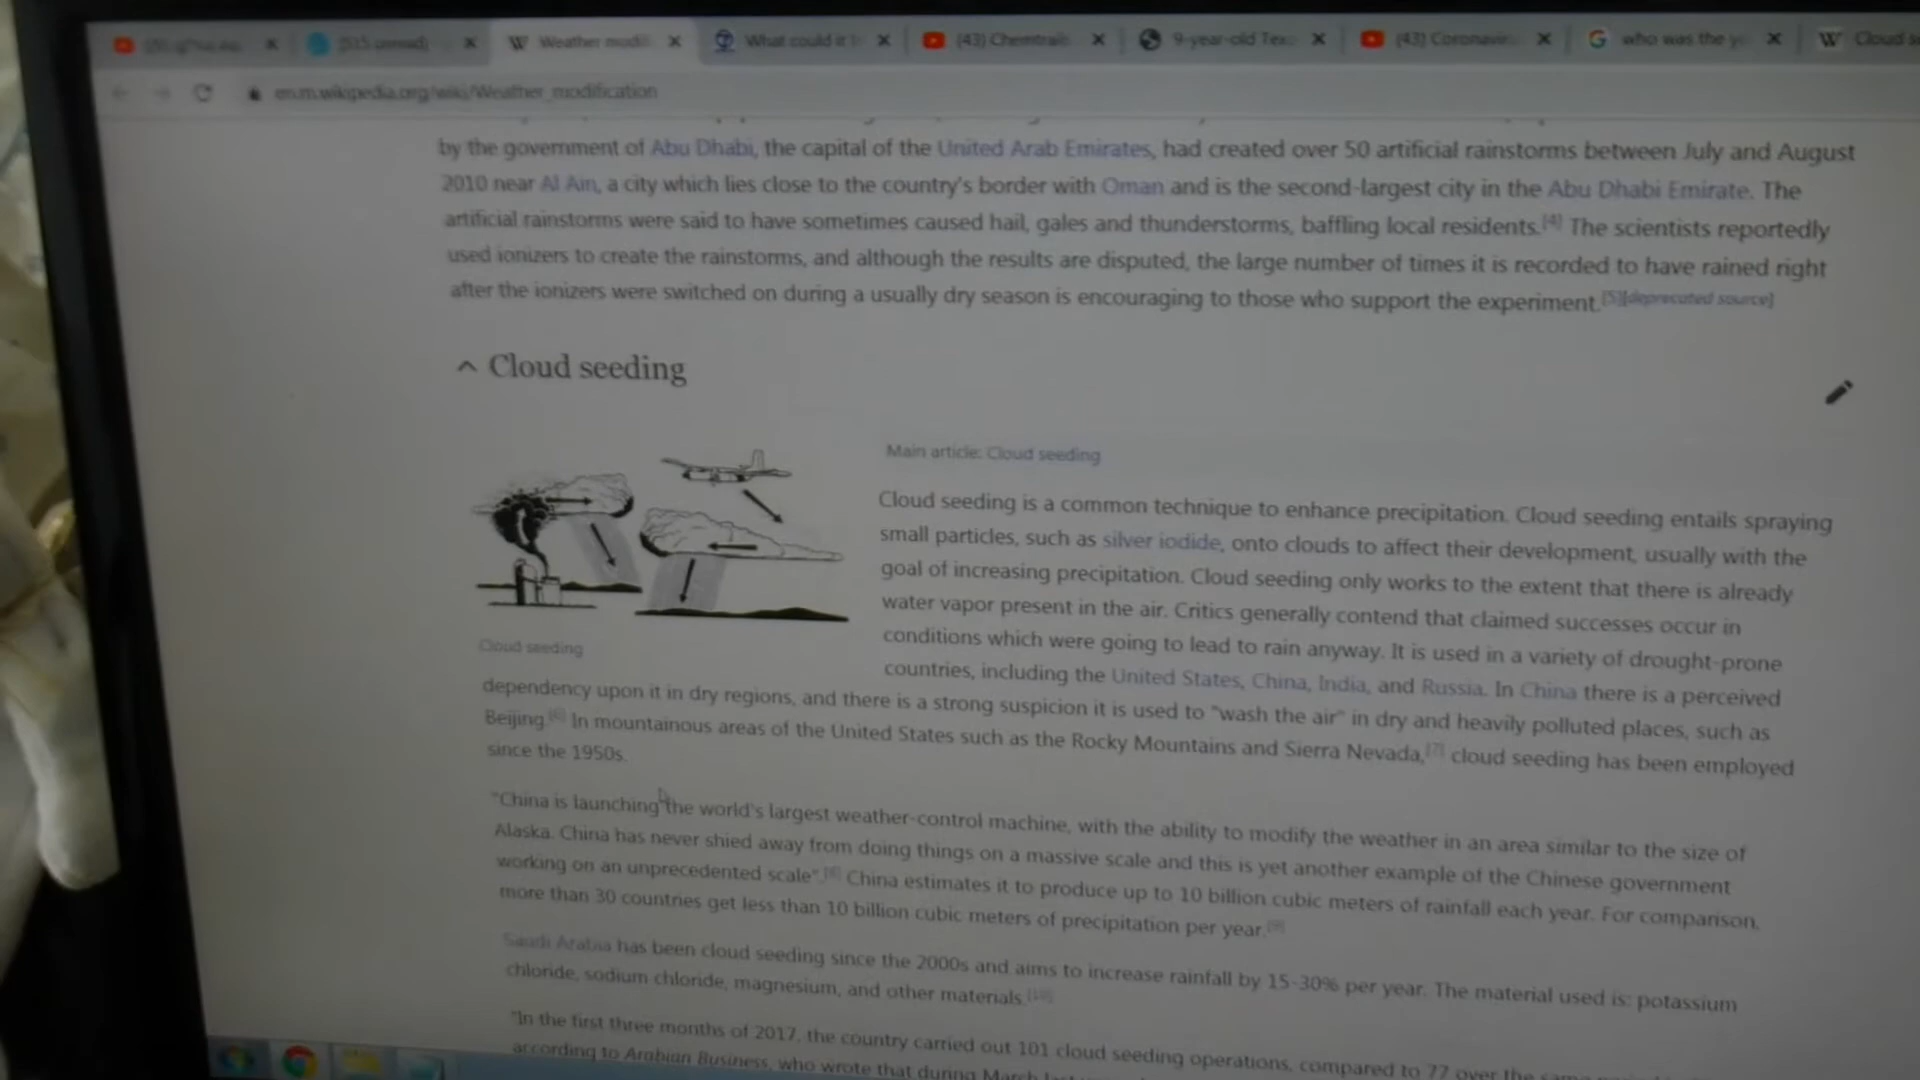 (515 unread)
Weather modif
What could it b
(43) Chemtrails
9-year-old Texa
(43) Coronavirus
who was the yo
Cloud se
en.m.wikipedia.org/wiki/Weather_modification
by the government of Abu Dhabi, the capital of the United Arab Emirates, had created over 50 artificial rainstorms between July and August
2010 near Al Ain, a city which lies close to the country's border with Oman and is the second-largest city in the Abu Dhabi Emirate. The
artificial rainstorms were said to have sometimes caused hail, gales and thunderstorms, baffling local residents.[4] The scientists reportedly
used ionizers to create the rainstorms, and although the results are disputed, the large number of times it is recorded to have rained right
after the ionizers were switched on during a usually dry season is encouraging to those who support the experiment.[5][deprecated source]
Cloud seeding
Main article: Cloud seeding
Cloud seeding is a common technique to enhance precipitation. Cloud seeding entails spraying
small particles, such as silver iodide, onto clouds to affect their development, usually with the
goal of increasing precipitation. Cloud seeding only works to the extent that there is already
water vapor present in the air. Critics generally contend that claimed successes occur in
conditions which were going to lead to rain anyway. It is used in a variety of drought-prone
countries, including the United States, China, India, and Russia. In China there is a perceived
Cloud seeding
dependency upon it in dry regions, and there is a strong suspicion it is used to "wash the air" in dry and heavily polluted places, such as
Beijing.[6] In mountainous areas of the United States such as the Rocky Mountains and Sierra Nevada,[7] cloud seeding has been employed
since the 1950s.
"China is launching the world's largest weather-control machine, with the ability to modify the weather in an area similar to the size of
Alaska. China has never shied away from doing things on a massive scale and this is yet another example of the Chinese government
working on an unprecedented scale".[8] China estimates it to produce up to 10 billion cubic meters of rainfall each year. For comparison,
more than 30 countries get less than 10 billion cubic meters of precipitation per year.[9]
Saudi Arabia has been cloud seeding since the 2000s and aims to increase rainfall by 15-30% per year. The material used is: potassium
chloride, sodium chloride, magnesium, and other materials.[10]
"In the first three months of 2017, the country carried out 101 cloud seeding operations, compared to 77 over the same
according to Arabian Business, who wrote that during March